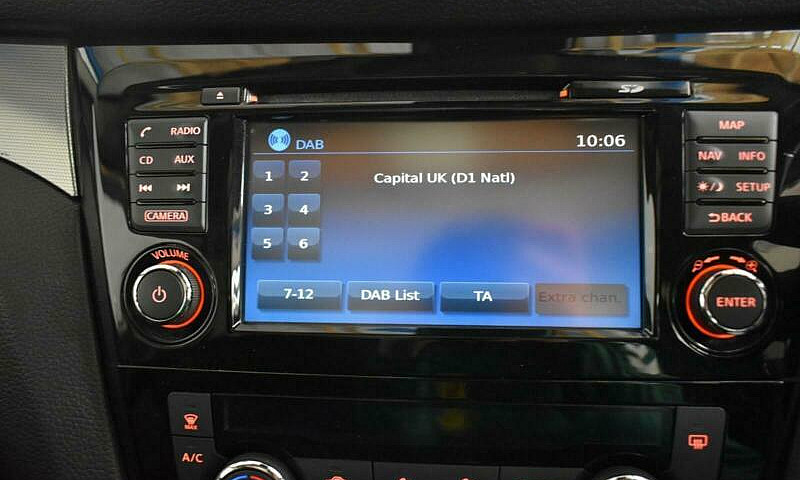 SD
RADIO
CD AUX
CAMERA
VOLUME
DAB
10:06
1 2
Capital UK (D1 Natl)
3 4
5 6
7-12
DAB List
TA
Extra chan.
MAP
NAV INFO
SETUP
BACK
ENTER
MAX
A/C